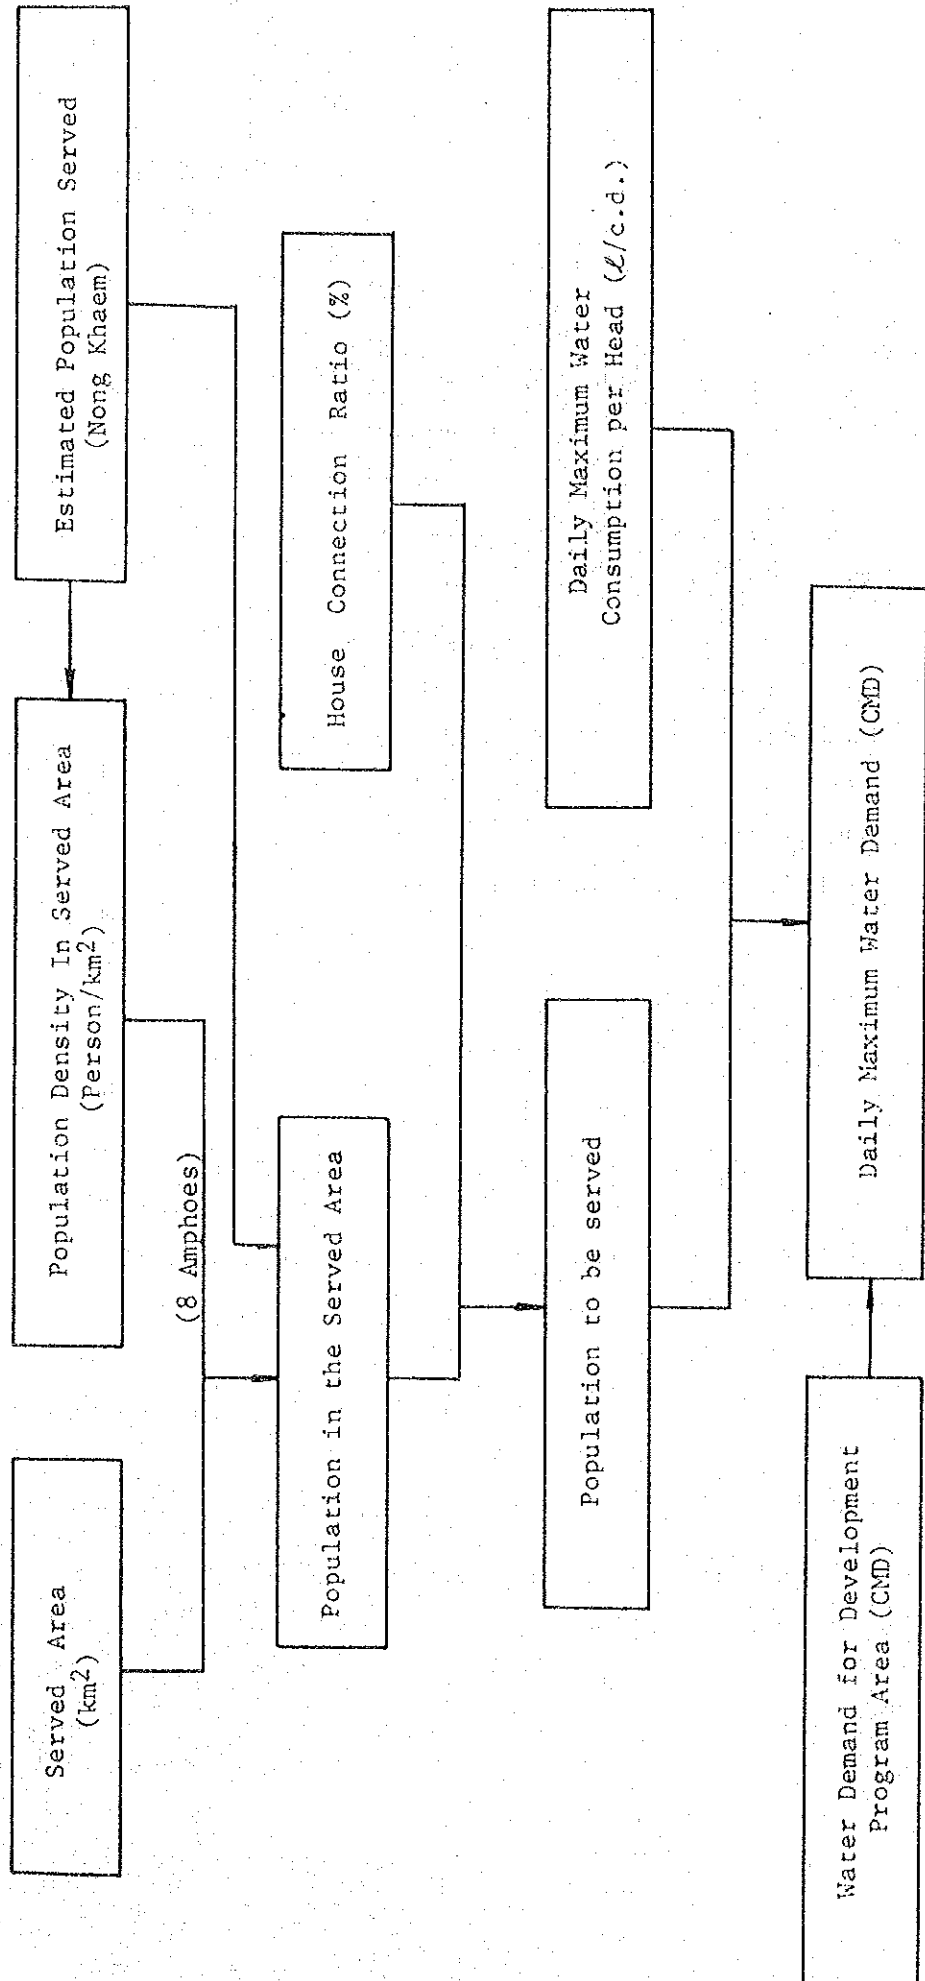 Served Area
(km²)
Population Density In Served Area
(Person/km²)
Estimated Population Served
(Nong Khaem)
(8 Amphoes)
Population in the Served Area
House Connection Ratio (%)
Population to be served
Daily Maximum Water
Consumption per Head (ℓ/c.d.)
Water Demand for Development
Program Area (CMD)
Daily Maximum Water Demand (CMD)